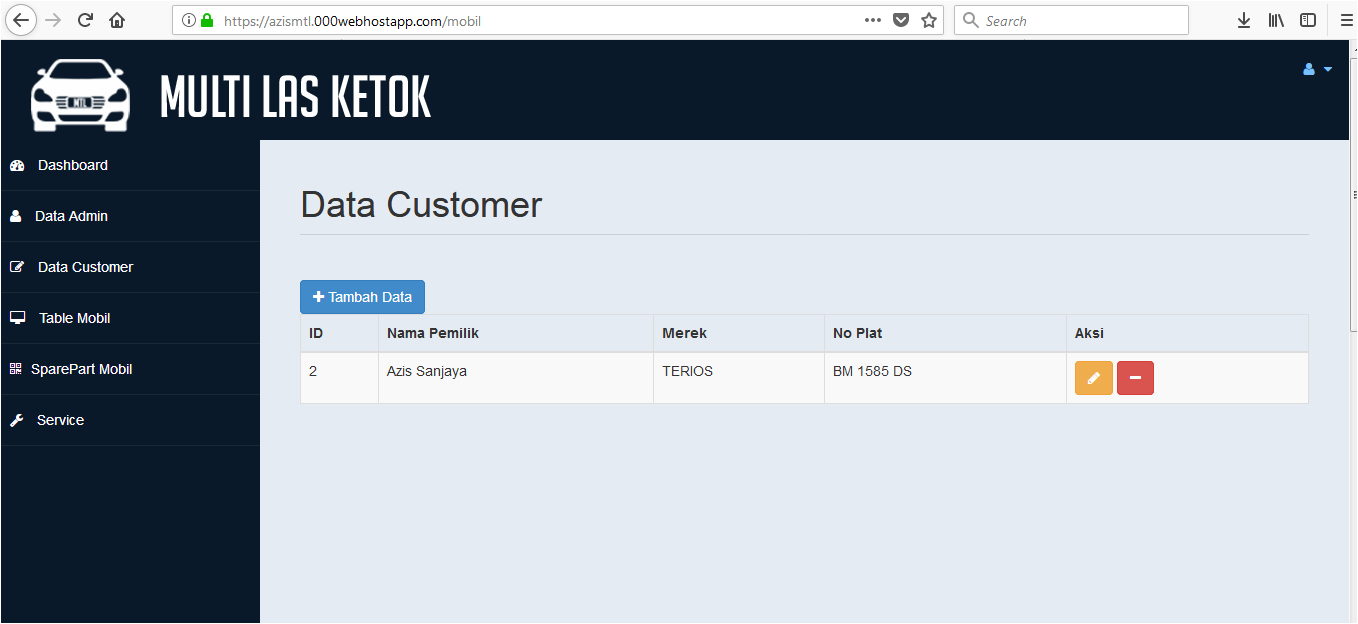 https://azismtl.000webhostapp.com/mobil
Search
MTL
MULTI LAS KETOK
Dashboard
Data Admin
Data Customer
Table Mobil
SparePart Mobil
Service
Data Customer
Tambah Data
ID Nama Pemilik Merek No Plat Aksi
2 Azis Sanjaya TERIOS BM 1585 DS